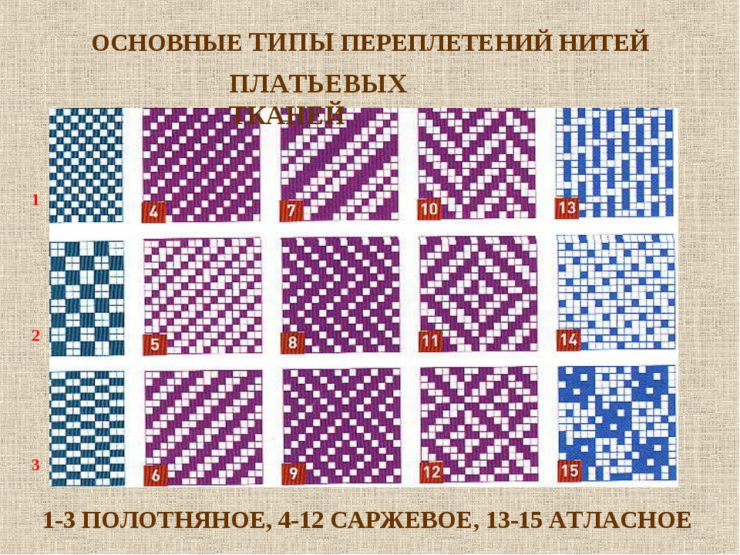 ОСНОВНЫЕ ТИПЫ ПЕРЕПЛЕТЕНИЙ НИТЕЙ
ПЛАТЬЕВЫХ
ТКАНЕЙ
1 4 7 10 13
2 5 8 11 14
3 6 9 12 15
1-3 ПОЛОТНЯНОЕ, 4-12 САРЖЕВОЕ, 13-15 АТЛАСНОЕ